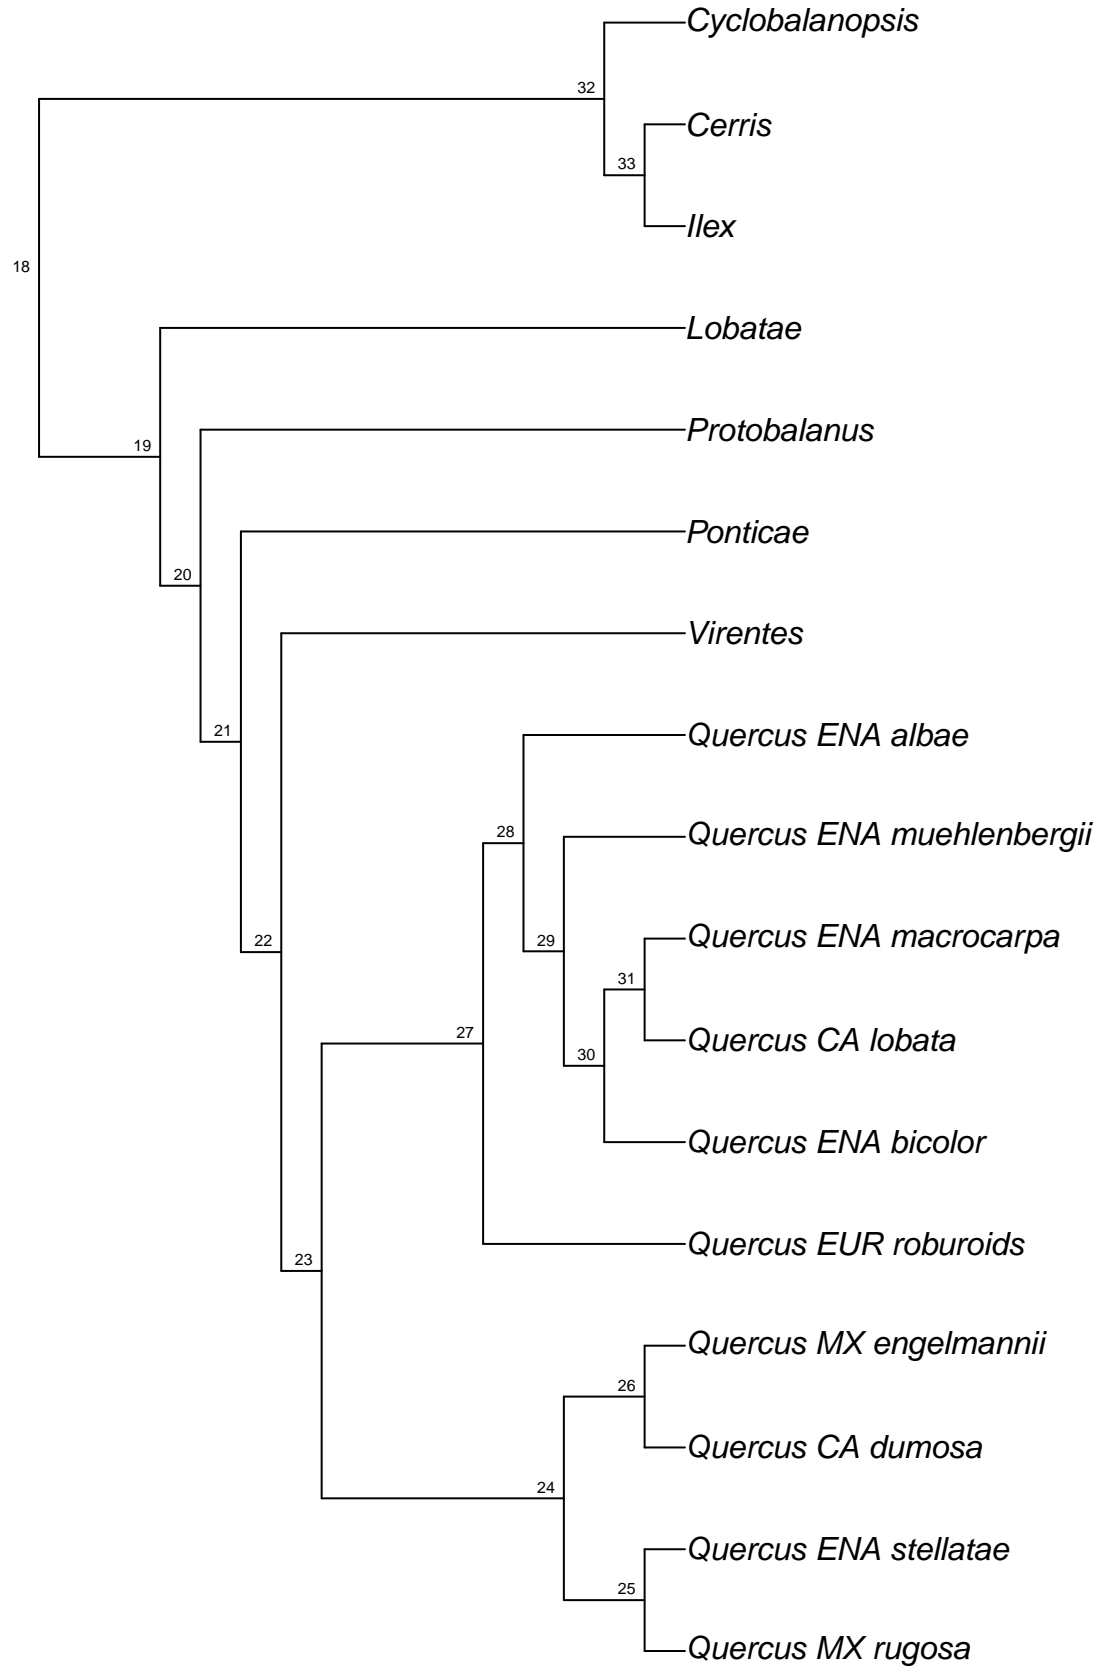 Cyclobalanopsis
32
Cerris
33
Ilex
18
Lobatae
Protobalanus
19
Ponticae
20
Virentes
21
Quercus ENA albae
28
Quercus ENA muehlenbergii
22
29
Quercus ENA macrocarpa
31
27
Quercus CA lobata
30
Quercus ENA bicolor
Quercus EUR roburoids
23
Quercus MX engelmannii
26
Quercus CA dumosa
24
Quercus ENA stellatae
25
Quercus MX rugosa